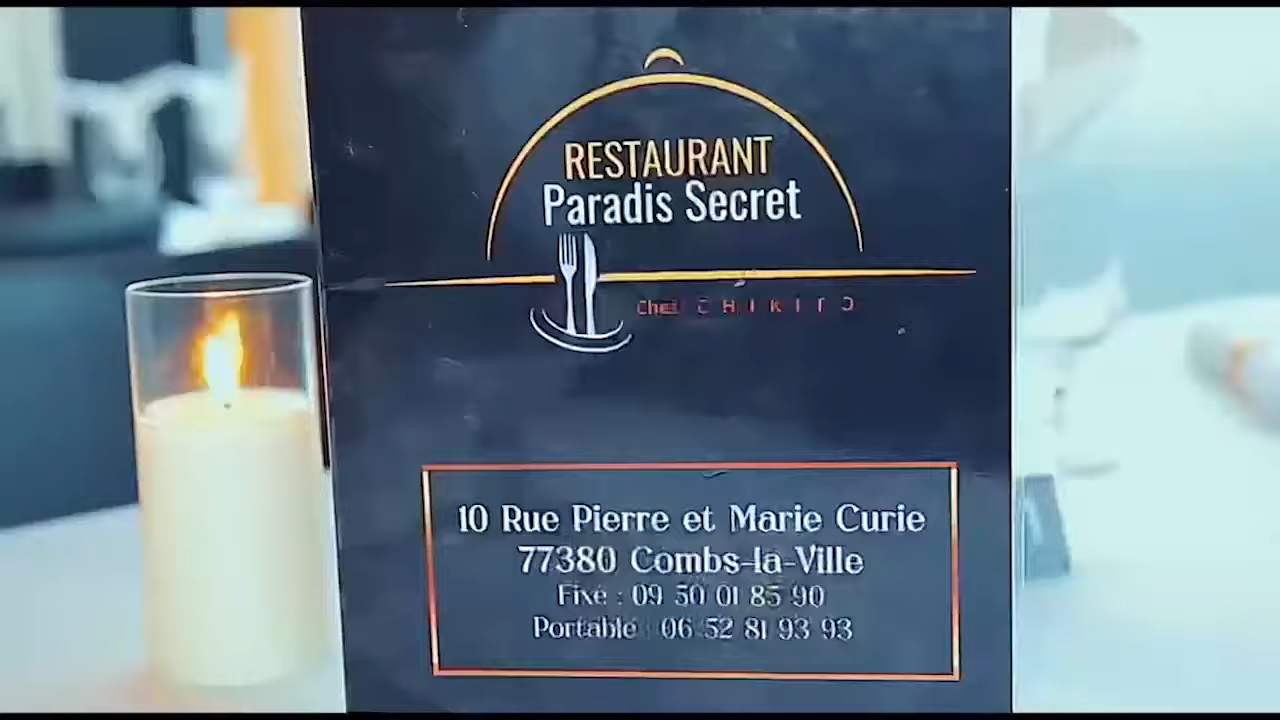 RESTAURANT
Paradis Secret
Chez CHIKITO
10 Rue Pierre et Marie Curie
77380 Combs-la-Ville
Fixe : 09 50 01 85 90
Portable : 06 52 81 93 93